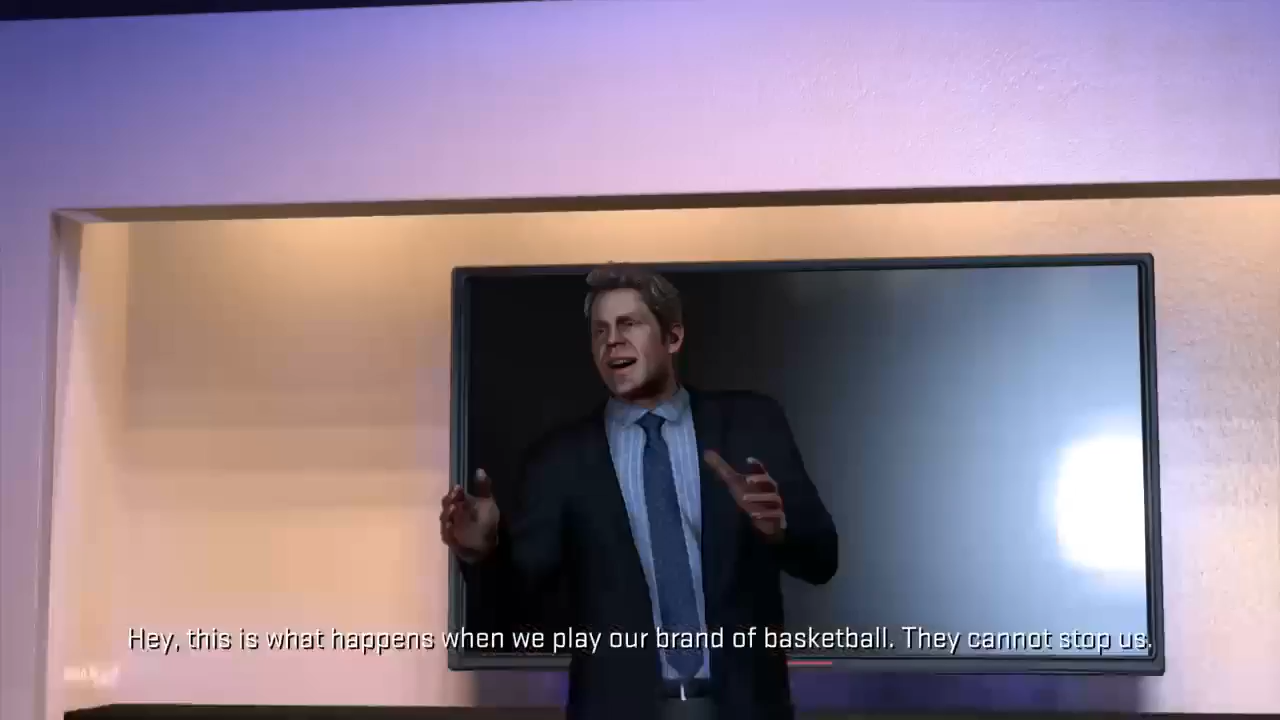 Hey, this is what happens when we play our brand of basketball. They cannot stop us.